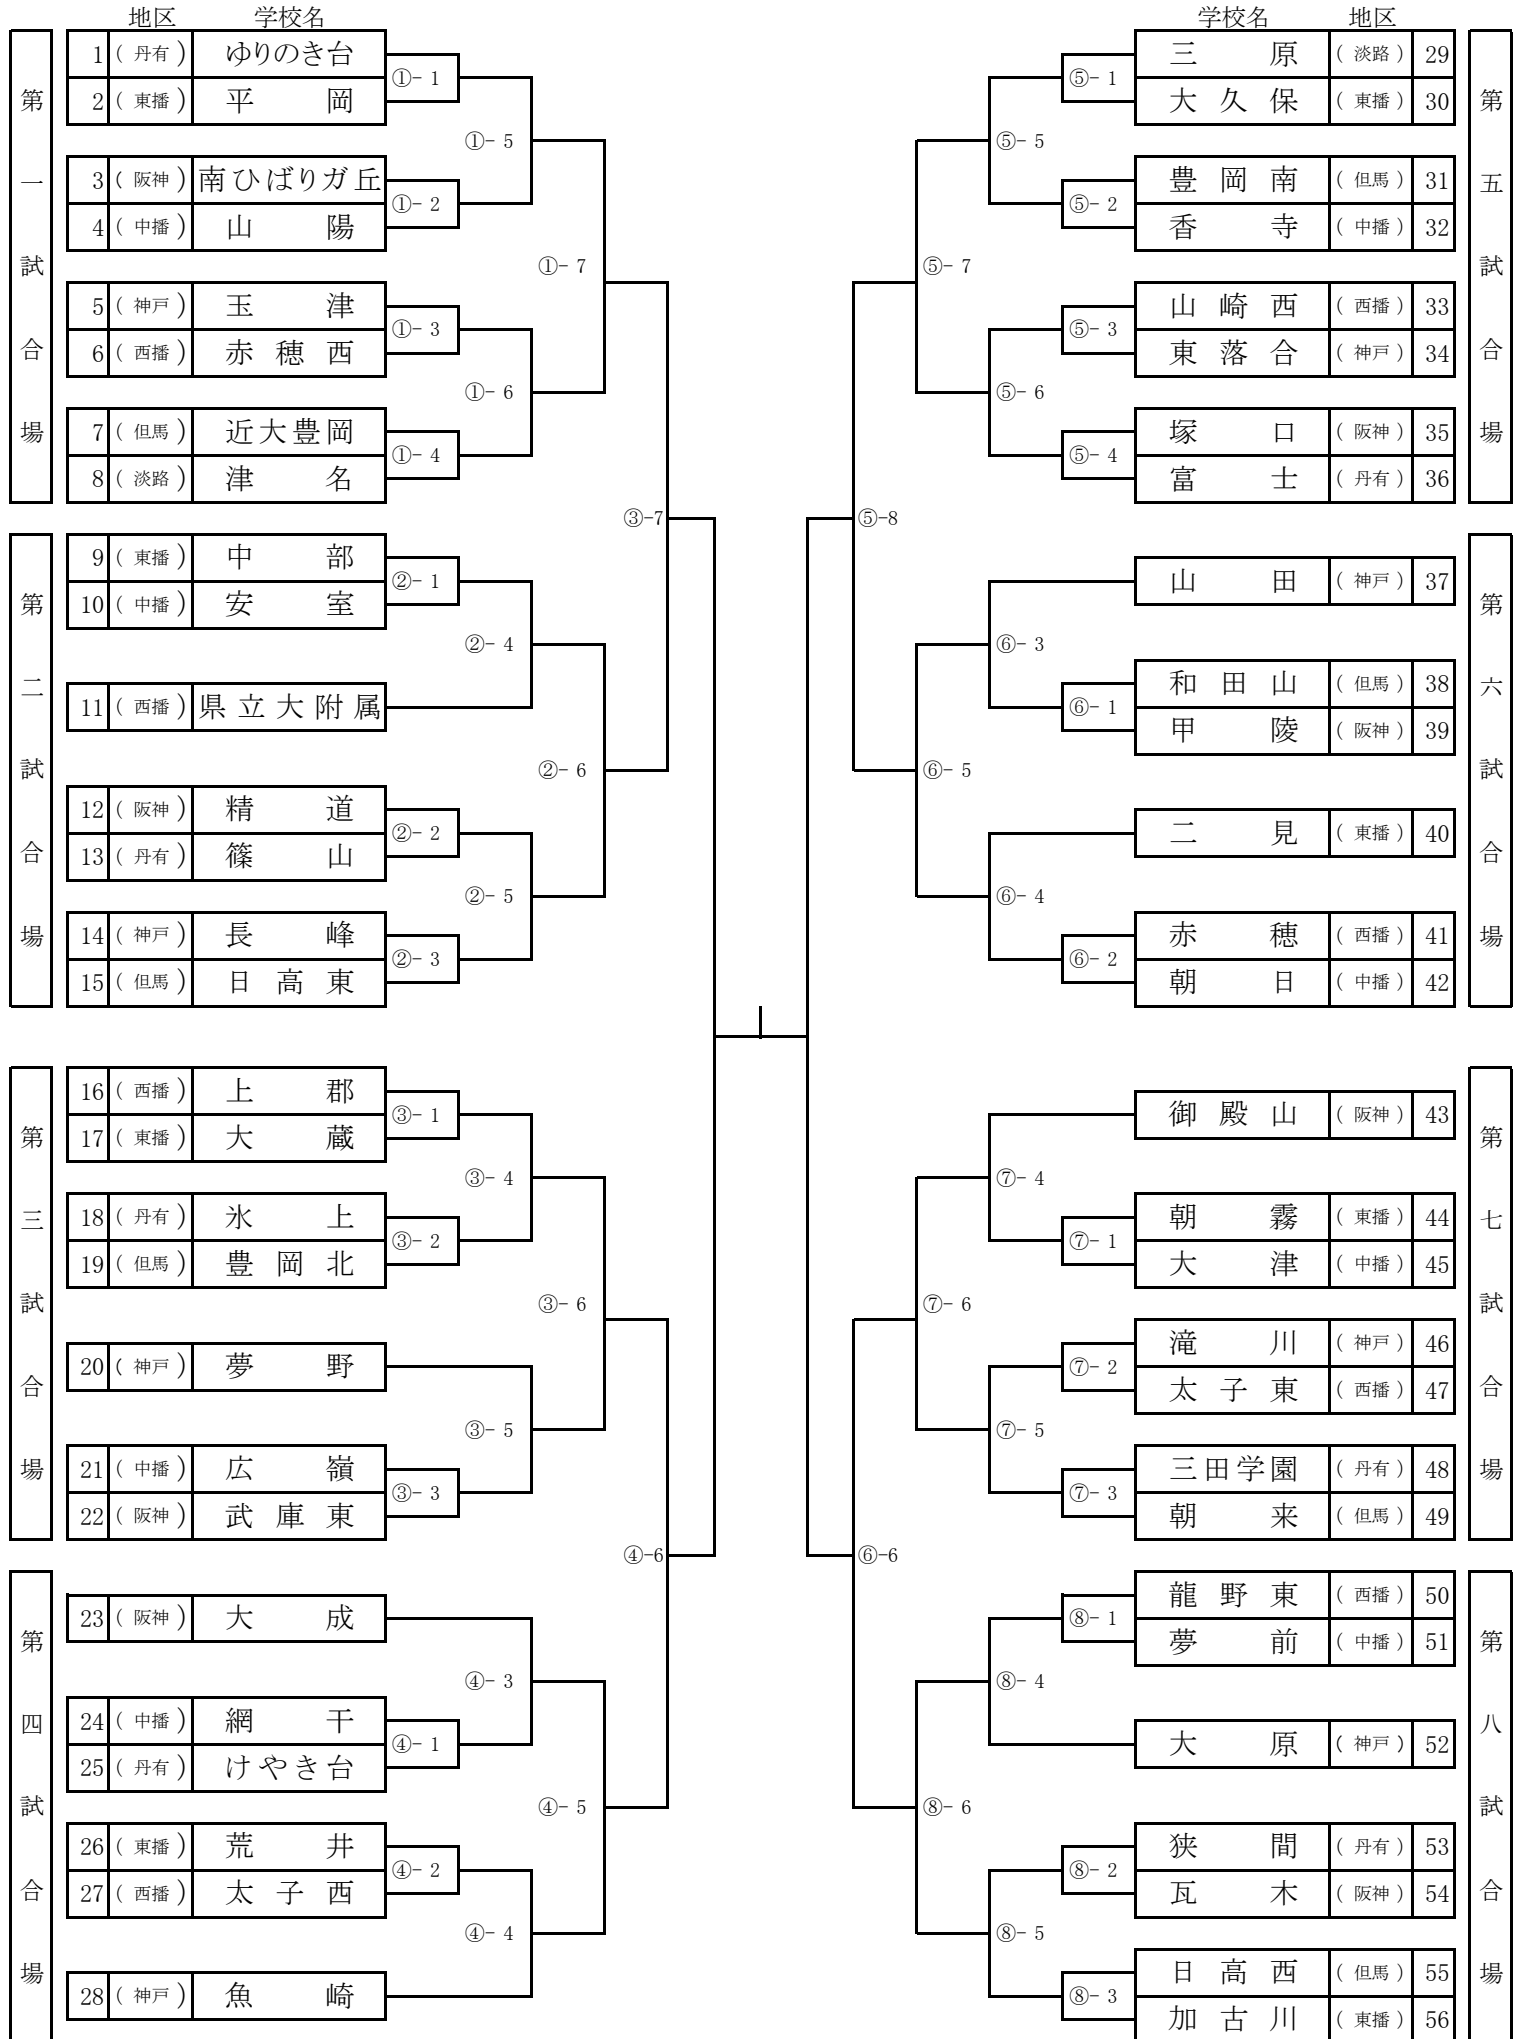 地区 学校名
第一試合場
1 ( 丹有 ) ゆりのき台
①- 1
2 ( 東播 ) 平岡
①- 5
3 ( 阪神 ) 南ひばりガ丘
①- 2
4 ( 中播 ) 山陽
①- 7
5 ( 神戸 ) 玉津
①- 3
6 ( 西播 ) 赤穂西
①- 6
7 ( 但馬 ) 近大豊岡
①- 4
8 ( 淡路 ) 津名
③-7
第二試合場
9 ( 東播 ) 中部
②- 1
10 ( 中播 ) 安室
②- 4
11 ( 西播 ) 県立大附属
②- 6
12 ( 阪神 ) 精道
②- 2
13 ( 丹有 ) 篠山
②- 5
14 ( 神戸 ) 長峰
②- 3
15 ( 但馬 ) 日高東
第三試合場
16 ( 西播 ) 上郡
③- 1
17 ( 東播 ) 大蔵
③- 4
18 ( 丹有 ) 氷上
③- 2
19 ( 但馬 ) 豊岡北
③- 6
20 ( 神戸 ) 夢野
③- 5
21 ( 中播 ) 広嶺
③- 3
22 ( 阪神 ) 武庫東
④-6
第四試合場
23 ( 阪神 ) 大成
④- 3
24 ( 中播 ) 網干
④- 1
25 ( 丹有 ) けやき台
④- 5
26 ( 東播 ) 荒井
④- 2
27 ( 西播 ) 太子西
④- 4
28 ( 神戸 ) 魚崎
学校名 地区
第五試合場
三原 ( 淡路 ) 29
⑤- 1
大久保 ( 東播 ) 30
⑤- 5
豊岡南 ( 但馬 ) 31
⑤- 2
香寺 ( 中播 ) 32
⑤- 7
山崎西 ( 西播 ) 33
⑤- 3
東落合 ( 神戸 ) 34
⑤- 6
塚口 ( 阪神 ) 35
⑤- 4
富士 ( 丹有 ) 36
⑤-8
第六試合場
山田 ( 神戸 ) 37
⑥- 3
和田山 ( 但馬 ) 38
⑥- 1
甲陵 ( 阪神 ) 39
⑥- 5
二見 ( 東播 ) 40
⑥- 4
赤穂 ( 西播 ) 41
⑥- 2
朝日 ( 中播 ) 42
第七試合場
御殿山 ( 阪神 ) 43
⑦- 4
朝霧 ( 東播 ) 44
⑦- 1
大津 ( 中播 ) 45
⑦- 6
滝川 ( 神戸 ) 46
⑦- 2
太子東 ( 西播 ) 47
⑦- 5
三田学園 ( 丹有 ) 48
⑦- 3
朝来 ( 但馬 ) 49
⑥-6
第八試合場
龍野東 ( 西播 ) 50
⑧- 1
夢前 ( 中播 ) 51
⑧- 4
大原 ( 神戸 ) 52
⑧- 6
狭間 ( 丹有 ) 53
⑧- 2
瓦木 ( 阪神 ) 54
⑧- 5
日高西 ( 但馬 ) 55
⑧- 3
加古川 ( 東播 ) 56